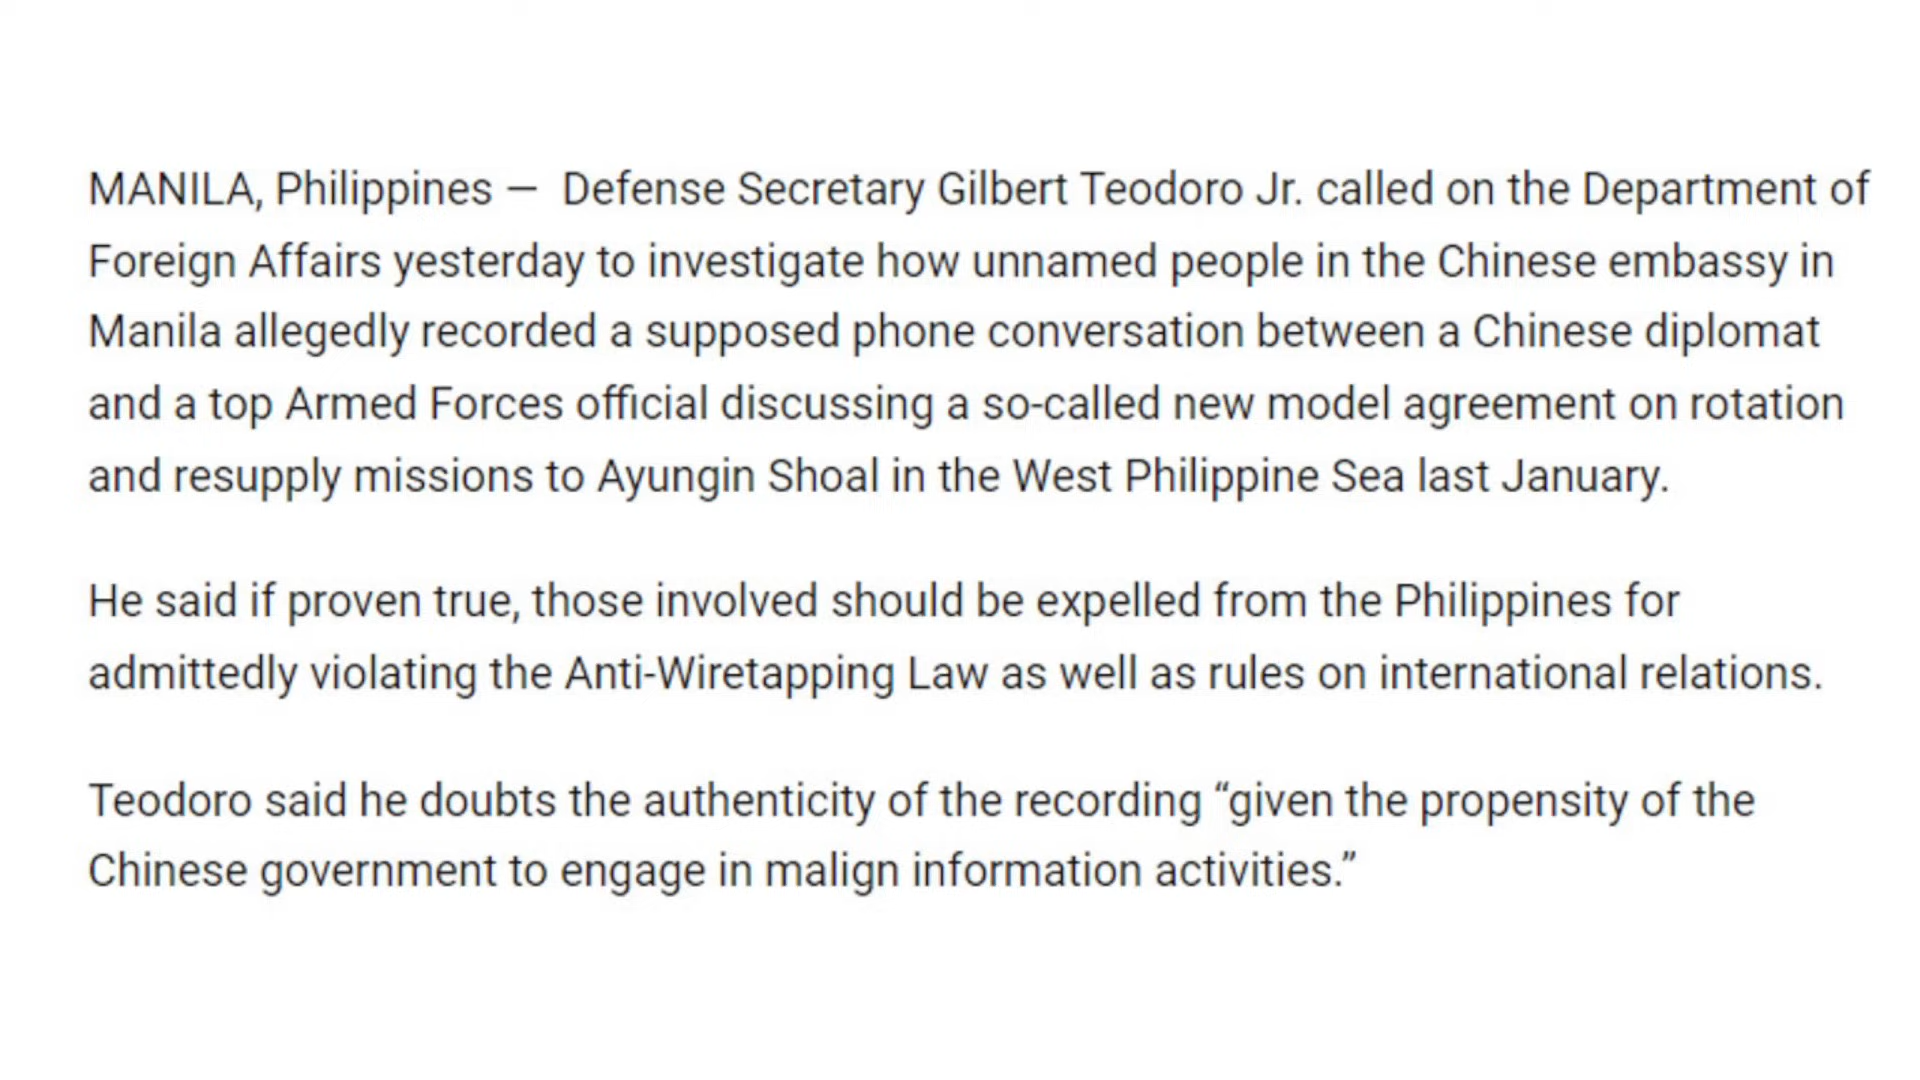 MANILA, Philippines — Defense Secretary Gilbert Teodoro Jr. called on the Department of
Foreign Affairs yesterday to investigate how unnamed people in the Chinese embassy in
Manila allegedly recorded a supposed phone conversation between a Chinese diplomat
and a top Armed Forces official discussing a so-called new model agreement on rotation
and resupply missions to Ayungin Shoal in the West Philippine Sea last January.
He said if proven true, those involved should be expelled from the Philippines for
admittedly violating the Anti-Wiretapping Law as well as rules on international relations.
Teodoro said he doubts the authenticity of the recording “given the propensity of the
Chinese government to engage in malign information activities.”